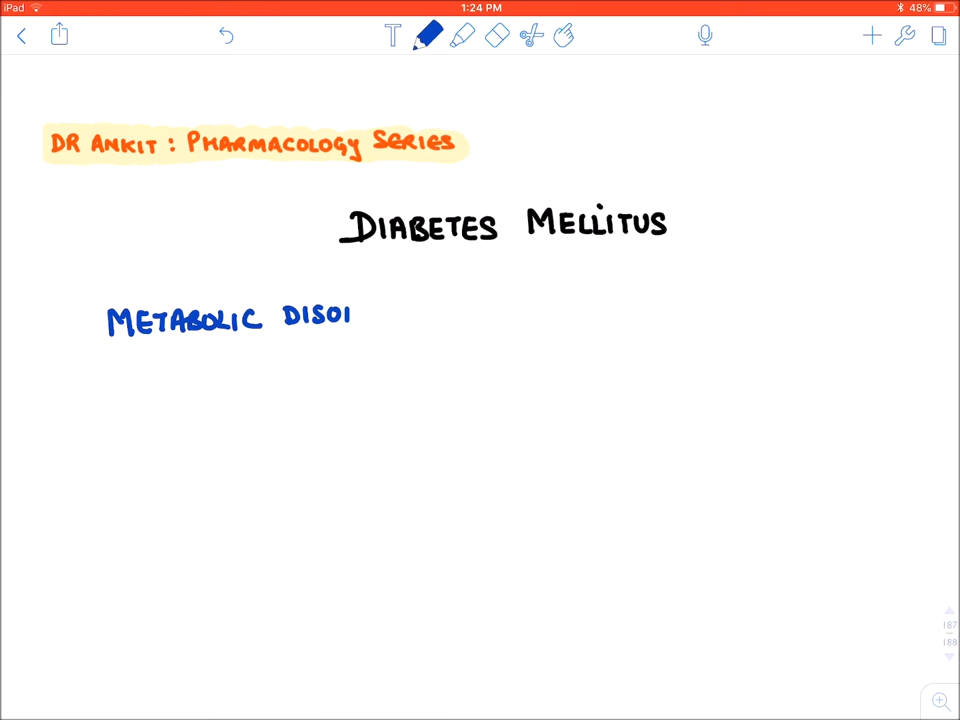 iPad 1:24 PM 48%
T
DR ANKIT : PHARMACOLOGY SERIES
DIABETES MELLITUS
METABOLIC DISOI
187
188